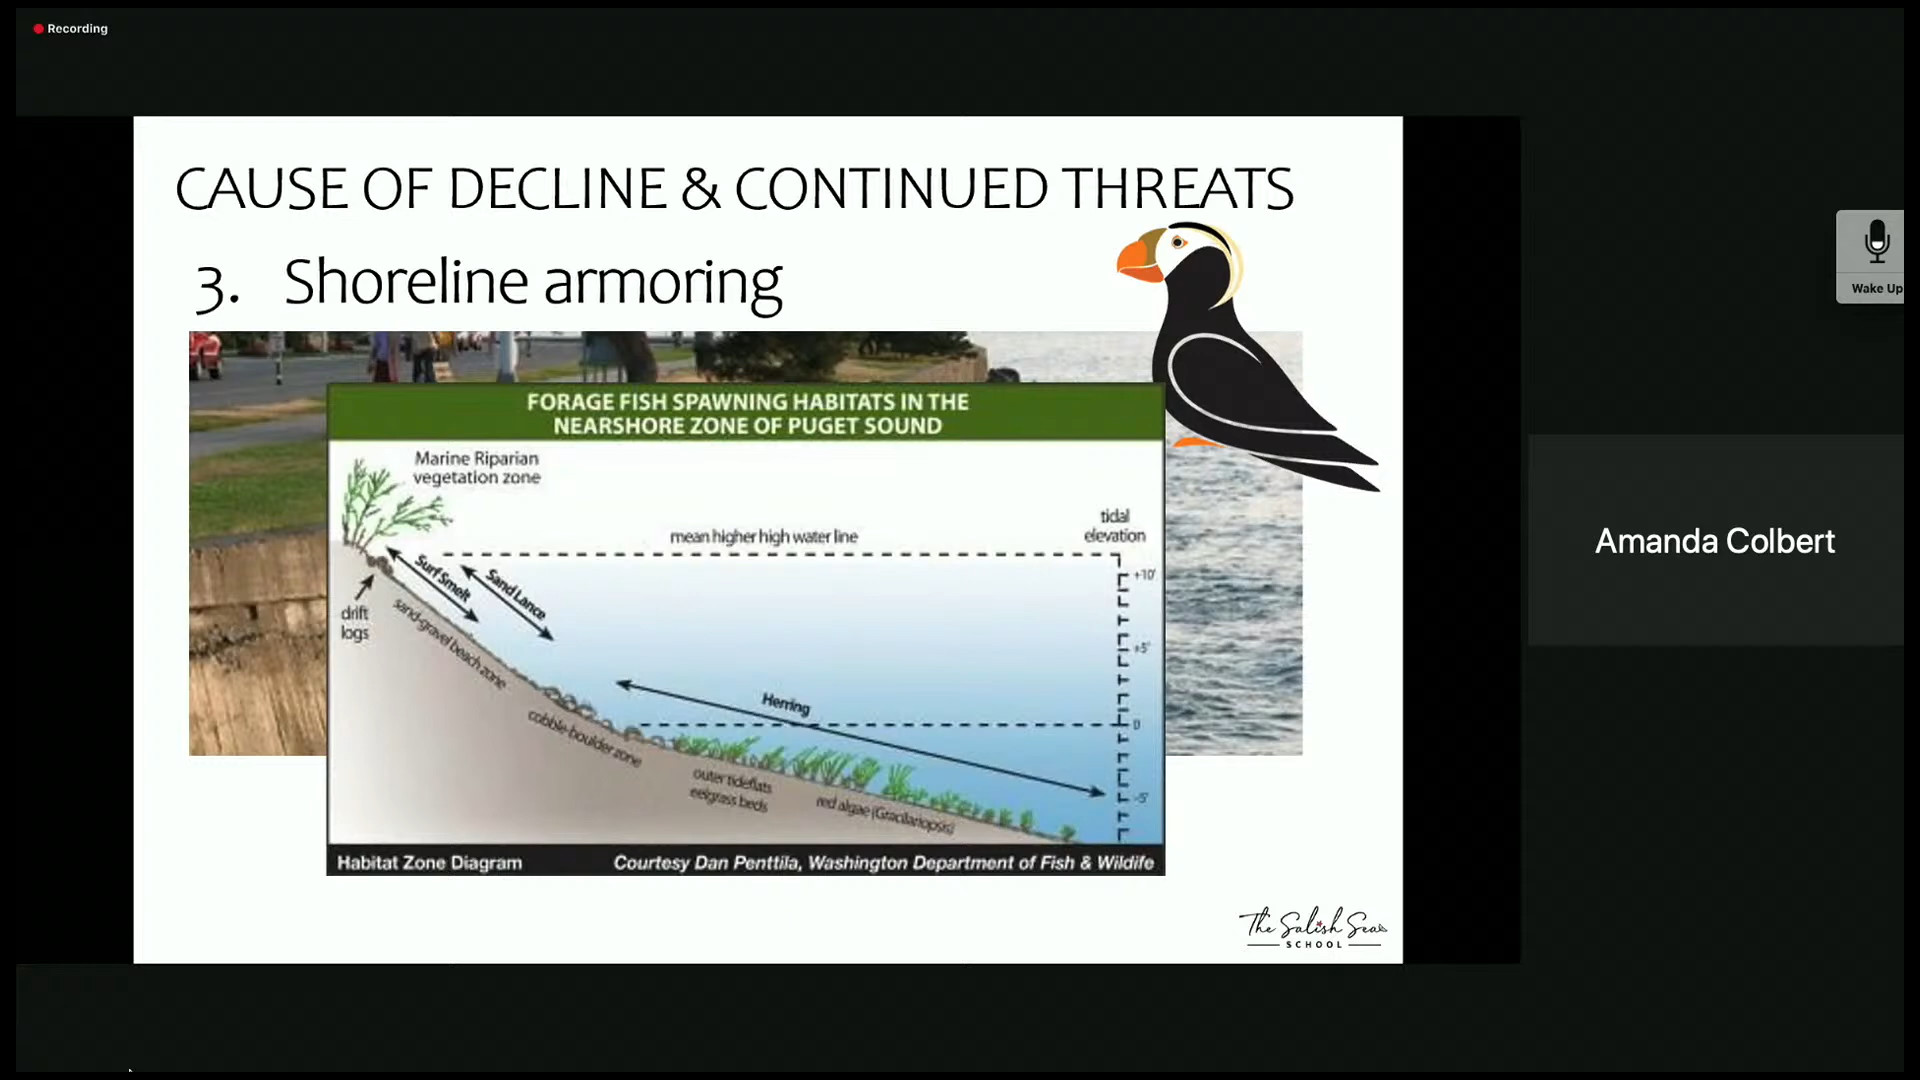 Recording
CAUSE OF DECLINE & CONTINUED THREATS
3. Shoreline armoring
FORAGE FISH SPAWNING HABITATS IN THE
NEARSHORE ZONE OF PUGET SOUND
Marine Riparian
vegetation zone
mean higher high water line
tidal
elevation
Surf Smelt
Sand Lance
+10'
drift
logs
sand-gravel beach zone
+5'
Herring
0
cobble-boulder zone
outer tideflats
eelgrass beds
red algae (Gracilariopsis)
-5'
Habitat Zone Diagram
Courtesy Dan Penttila, Washington Department of Fish & Wildlife
The Salish Sea
SCHOOL
Wake Up
Amanda Colbert